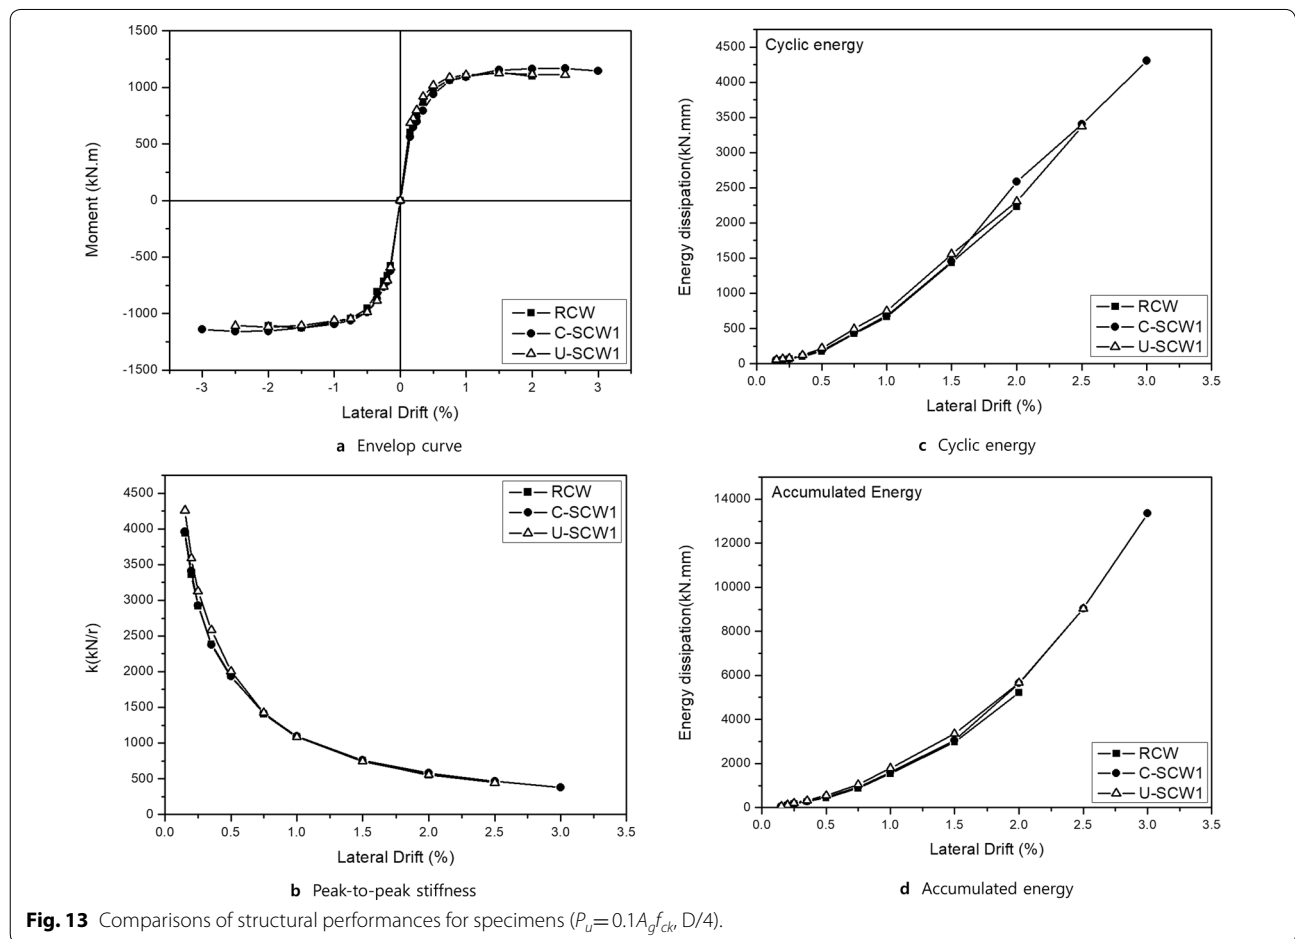 1500
1000
500
0
-500
-1000
-1500
Moment (kN.m)
-3 -2 -1 0 1 2 3
Lateral Drift (%)
RCW
C-SCW1
U-SCW1
a Envelop curve
Cyclic energy
4500
4000
3500
3000
2500
2000
1500
1000
500
0
Energy dissipation(kN.mm)
0.0 0.5 1.0 1.5 2.0 2.5 3.0 3.5
Lateral Drift (%)
RCW
C-SCW1
U-SCW1
c Cyclic energy
4500
4000
3500
3000
2500
2000
1500
1000
500
0
k(kN/r)
0.0 0.5 1.0 1.5 2.0 2.5 3.0 3.5
Lateral Drift (%)
RCW
C-SCW1
U-SCW1
b Peak-to-peak stiffness
Accumulated Energy
14000
12000
10000
8000
6000
4000
2000
0
Energy dissipation(kN.mm)
0.0 0.5 1.0 1.5 2.0 2.5 3.0 3.5
Lateral Drift (%)
RCW
C-SCW1
U-SCW1
d Accumulated energy
Fig. 13 Comparisons of structural performances for specimens (Pu = 0.1Agfck, D/4).